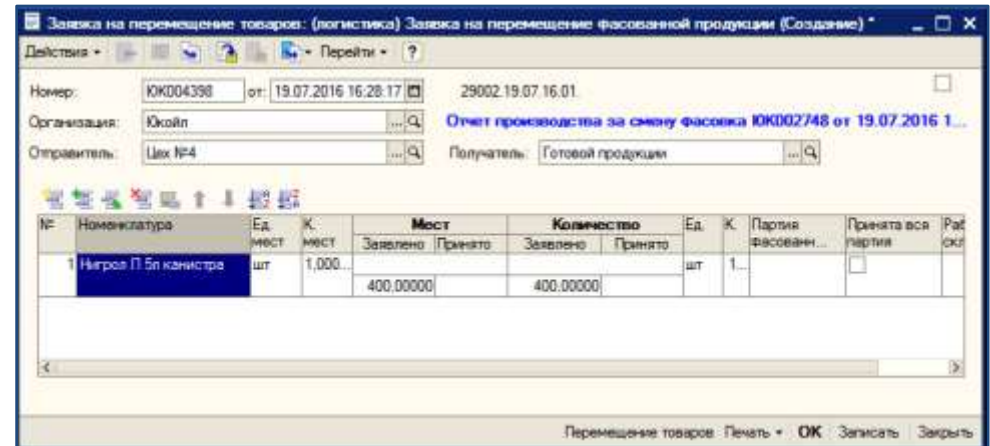 Заявка на перемещение товаров: (логистика) Заявка на перемещение фасованной продукции (Создание) *
Действия Перейти ?
Номер: ЮК004398 от: 19.07.2016 16:28:17 29002.19.07.16.01.
Организация: Юкойл ... Отчет производства за смену фасовка ЮК002748 от 19.07.2016 1...
Отправитель: Цех №4 ... Получатель: Готовой продукции ...
№ Номенклатура Ед. К. Мест Количество Ед. К. Партия Принята вся Раб
мест мест Заявлено Принято Заявлено Принято фасованн... партия скл
1 Нигрол П 5л канистра шт 1,000... шт 1...
400,00000 400,00000
Перемещение товаров Печать OK Записать Закрыть